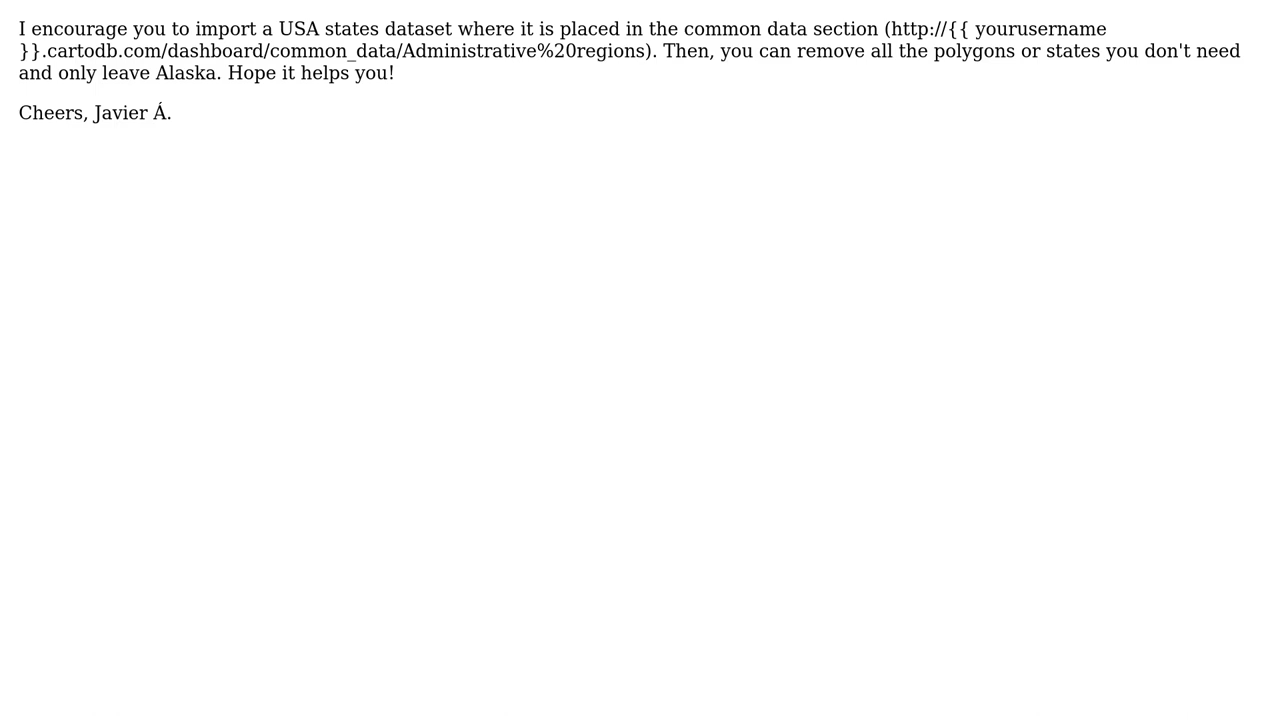 I encourage you to import a USA states dataset where it is placed in the common data section (http://{{ yourusername
}}.cartodb.com/dashboard/common_data/Administrative%20regions). Then, you can remove all the polygons or states you don't need
and only leave Alaska. Hope it helps you!
Cheers, Javier Á.